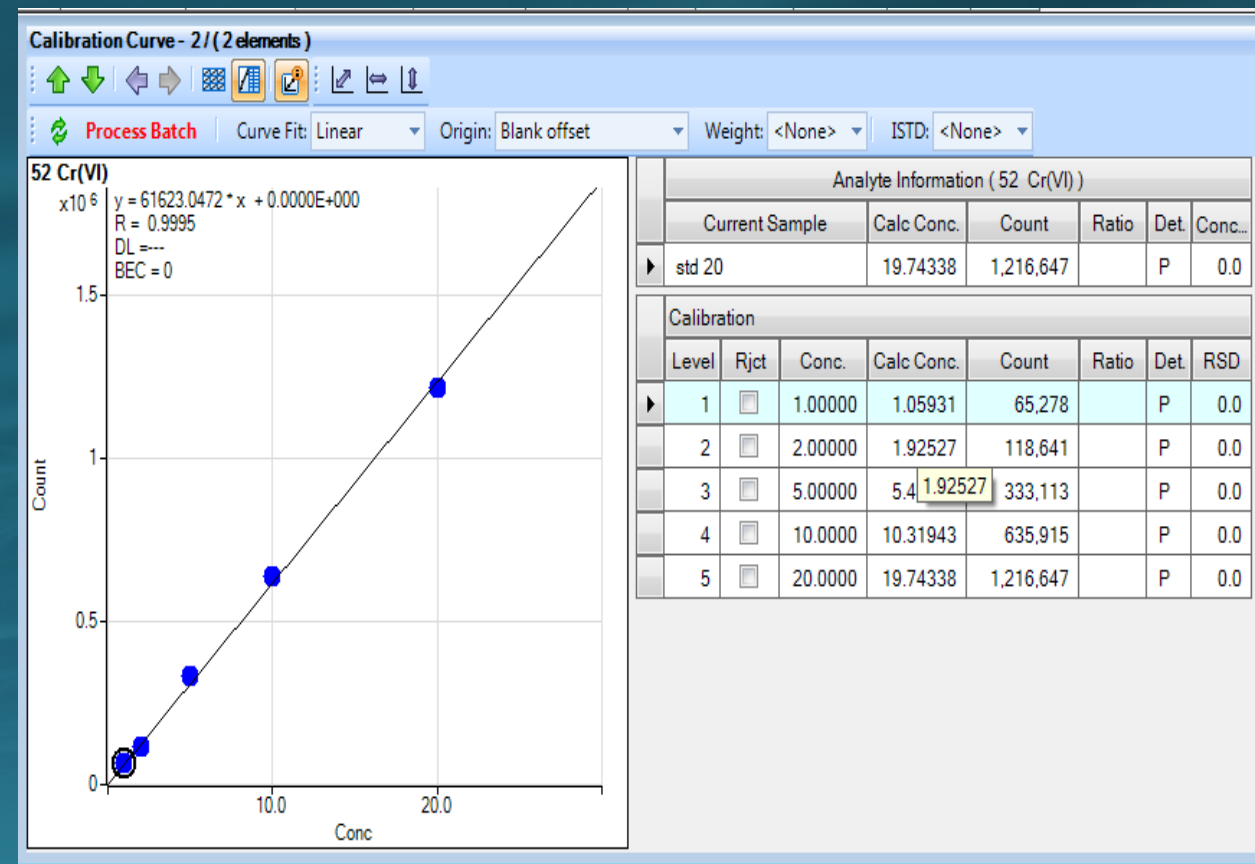 Calibration Curve - 2 / ( 2 elements )
Process Batch Curve Fit: Linear Origin: Blank offset Weight: <None> ISTD: <None>
52 Cr(VI)
x10 6
y = 61623.0472 * x + 0.0000E+000
R = 0.9995
DL =---
BEC = 0
1.5
1
0.5
0
Count
10.0 20.0
Conc
Analyte Information ( 52 Cr(VI) )
Current Sample Calc Conc. Count Ratio Det. Conc...
std 20 19.74338 1,216,647 P 0.0
Calibration
Level Rjct Conc. Calc Conc. Count Ratio Det. RSD
1 1.00000 1.05931 65,278 P 0.0
2 2.00000 1.92527 118,641 P 0.0
3 5.00000 5.4 1.92527 333,113 P 0.0
4 10.0000 10.31943 635,915 P 0.0
5 20.0000 19.74338 1,216,647 P 0.0